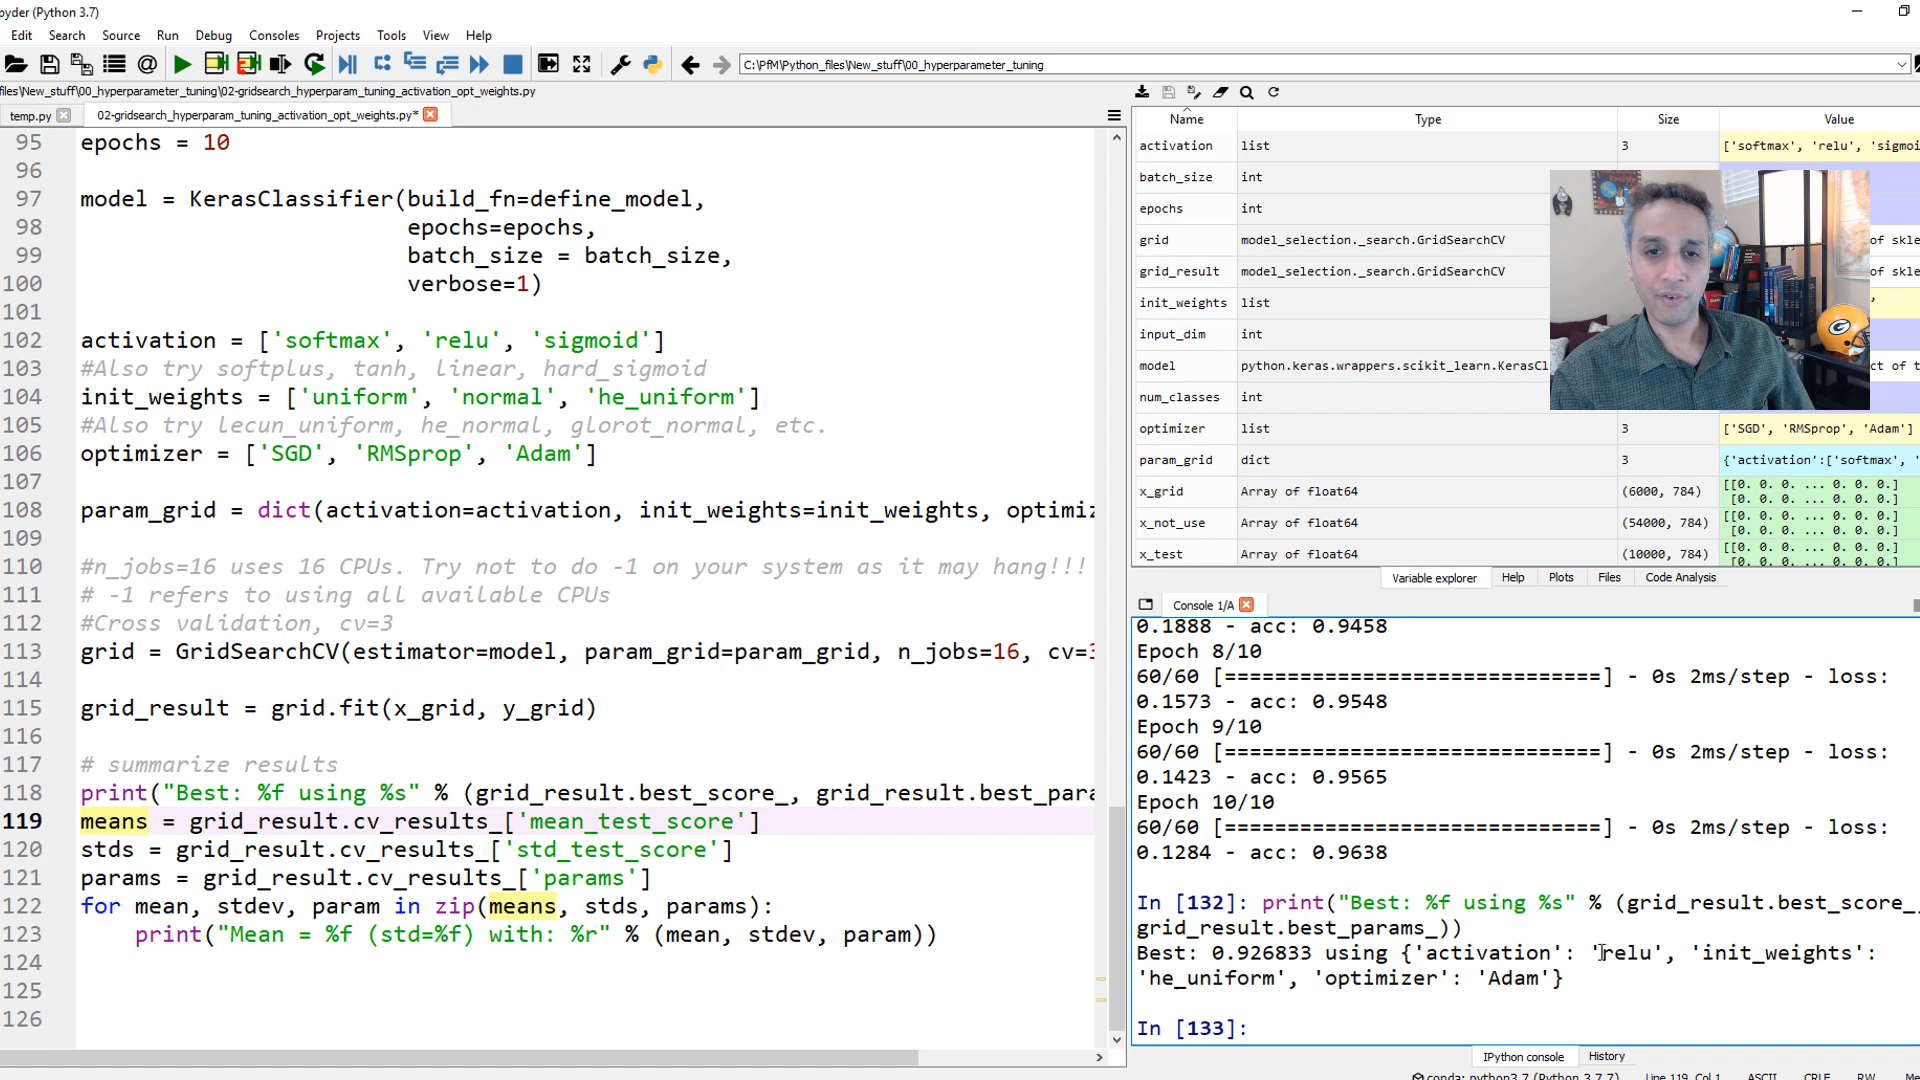 pyder (Python 3.7)
Edit Search Source Run Debug Consoles Projects Tools View Help
C:\PfM\Python_files\New_stuff\00_hyperparameter_tuning
files\New_stuff\00_hyperparameter_tuning\02-gridsearch_hyperparam_tuning_activation_opt_weights.py
temp.py 02-gridsearch_hyperparam_tuning_activation_opt_weights.py*
95 epochs = 10
96
97 model = KerasClassifier(build_fn=define_model,
98 epochs=epochs,
99 batch_size = batch_size,
100 verbose=1)
101
102 activation = ['softmax', 'relu', 'sigmoid']
103 #Also try softplus, tanh, linear, hard_sigmoid
104 init_weights = ['uniform', 'normal', 'he_uniform']
105 #Also try lecun_uniform, he_normal, glorot_normal, etc.
106 optimizer = ['SGD', 'RMSprop', 'Adam']
107
108 param_grid = dict(activation=activation, init_weights=init_weights, optimiz
109
110 #n_jobs=16 uses 16 CPUs. Try not to do -1 on your system as it may hang!!!
111 # -1 refers to using all available CPUs
112 #Cross validation, cv=3
113 grid = GridSearchCV(estimator=model, param_grid=param_grid, n_jobs=16, cv=3
114
115 grid_result = grid.fit(x_grid, y_grid)
116
117 # summarize results
118 print("Best: %f using %s" % (grid_result.best_score_, grid_result.best_para
119 means = grid_result.cv_results_['mean_test_score']
120 stds = grid_result.cv_results_['std_test_score']
121 params = grid_result.cv_results_['params']
122 for mean, stdev, param in zip(means, stds, params):
123 print("Mean = %f (std=%f) with: %r" % (mean, stdev, param))
124
125
126
Name Type Size Value
activation list 3 ['softmax', 'relu', 'sigmoi
batch_size int
epochs int
grid model_selection._search.GridSearchCV of skle
grid_result model_selection._search.GridSearchCV of skle
init_weights list
input_dim int
model python.keras.wrappers.scikit_learn.KerasCl ct of t
num_classes int
optimizer list 3 ['SGD', 'RMSprop', 'Adam']
param_grid dict 3 {'activation':['softmax', '
x_grid Array of float64 (6000, 784) [[0. 0. 0. ... 0. 0. 0.]
[0. 0. 0. ... 0. 0. 0.]
x_not_use Array of float64 (54000, 784) [[0. 0. 0. ... 0. 0. 0.]
[0. 0. 0. ... 0. 0. 0.]
x_test Array of float64 (10000, 784) [[0. 0. 0. ... 0. 0. 0.]
[0. 0. 0. ... 0. 0. 0.]
Variable explorer Help Plots Files Code Analysis
Console 1/A
0.1888 - acc: 0.9458
Epoch 8/10
60/60 [==============================] - 0s 2ms/step - loss:
0.1573 - acc: 0.9548
Epoch 9/10
60/60 [==============================] - 0s 2ms/step - loss:
0.1423 - acc: 0.9565
Epoch 10/10
60/60 [==============================] - 0s 2ms/step - loss:
0.1284 - acc: 0.9638
In [132]: print("Best: %f using %s" % (grid_result.best_score_,
grid_result.best_params_))
Best: 0.926833 using {'activation': 'relu', 'init_weights':
'he_uniform', 'optimizer': 'Adam'}
In [133]:
IPython console History
conda: python3.7 (Python 3.7.7) Line 119, Col 1 ASCII CRLF RW